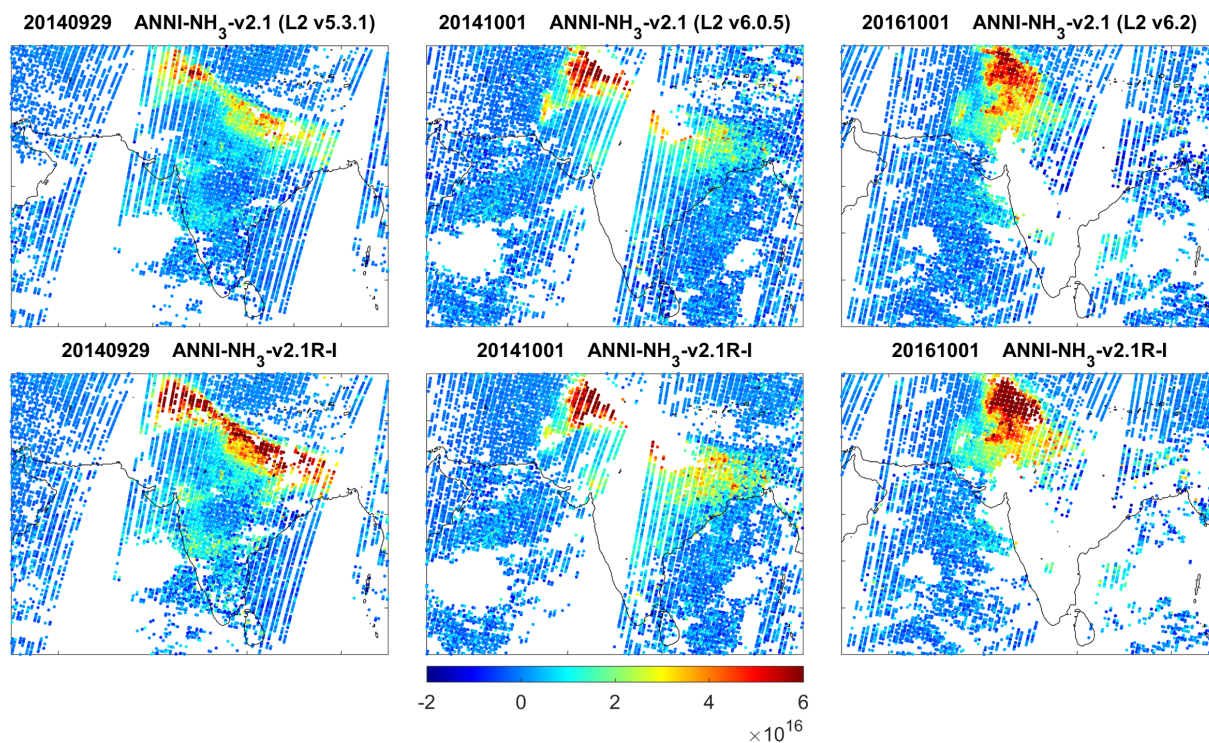 20140929 ANNI-NH₃-v2.1 (L2 v5.3.1)
20141001 ANNI-NH₃-v2.1 (L2 v6.0.5)
20161001 ANNI-NH₃-v2.1 (L2 v6.2)
20140929 ANNI-NH₃-v2.1R-I
20141001 ANNI-NH₃-v2.1R-I
20161001 ANNI-NH₃-v2.1R-I
-2 0 2 4 6
×10¹⁶